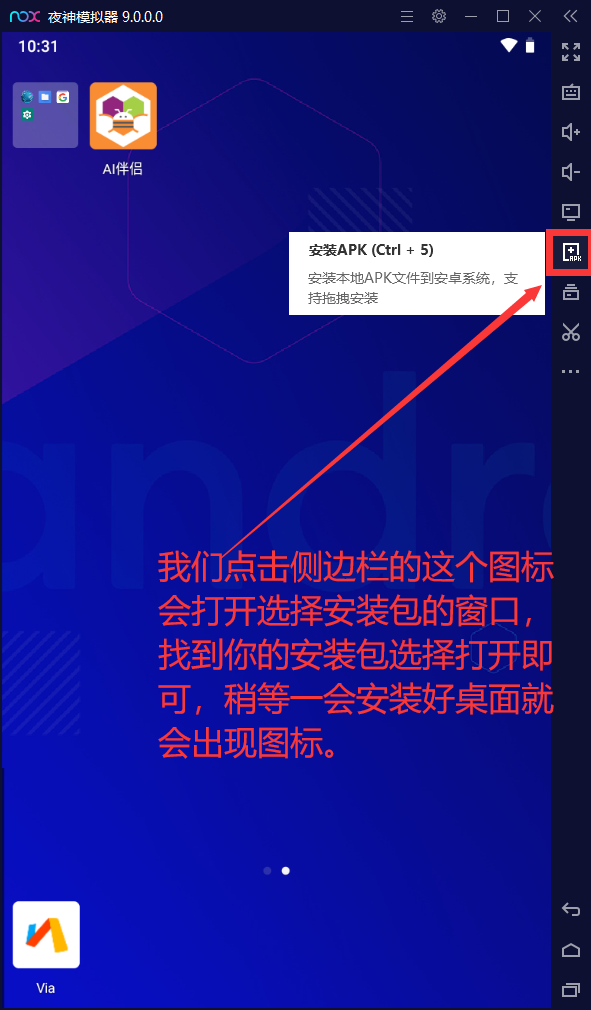 nox 夜神模拟器 9.0.0.0
10:31
AI伴侣
安装APK (Ctrl + 5)
安装本地APK文件到安卓系统，支
持拖拽安装
APK
andro
我们点击侧边栏的这个图标
会打开选择安装包的窗口，
找到你的安装包选择打开即
可，稍等一会安装好桌面就
会出现图标。
Via